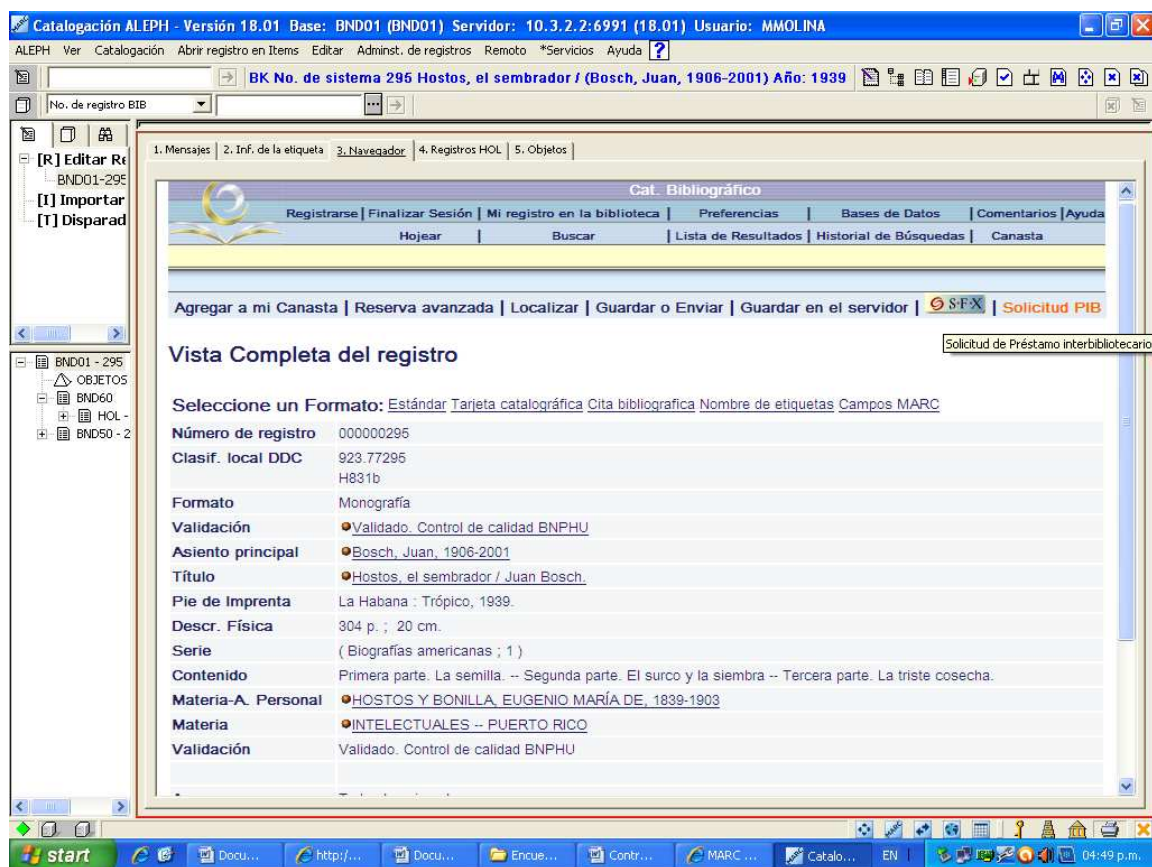 Catalogación ALEPH - Versión 18.01 Base: BND01 (BND01) Servidor: 10.3.2.2:6991 (18.01) Usuario: MMOLINA
ALEPH Ver Catalogación Abrir registro en Items Editar Adminst. de registros Remoto *Servicios Ayuda ?
BK No. de sistema 295 Hostos, el sembrador / (Bosch, Juan, 1906-2001) Año: 1939
No. de registro BIB
[R] Editar Re
BND01-295
[I] Importar
[T] Disparad
1. Mensajes 2. Inf. de la etiqueta 3. Navegador 4. Registros HOL 5. Objetos
Cat. Bibliográfico
Registrarse | Finalizar Sesión | Mi registro en la biblioteca | Preferencias | Bases de Datos | Comentarios | Ayuda
Hojear | Buscar | Lista de Resultados | Historial de Búsquedas | Canasta
Agregar a mi Canasta | Reserva avanzada | Localizar | Guardar o Enviar | Guardar en el servidor | S·F·X | Solicitud PIB
Solicitud de Préstamo interbibliotecario
BND01 - 295
OBJETOS
BND60
HOL -
BND50 - 2
Vista Completa del registro
Seleccione un Formato: Estándar Tarjeta catalográfica Cita bibliografica Nombre de etiquetas Campos MARC
Número de registro 000000295
Clasif. local DDC 923.77295
H831b
Formato Monografía
Validación Validado. Control de calidad BNPHU
Asiento principal Bosch, Juan, 1906-2001
Título Hostos, el sembrador / Juan Bosch.
Pie de Imprenta La Habana : Trópico, 1939.
Descr. Física 304 p. ; 20 cm.
Serie ( Biografías americanas ; 1 )
Contenido Primera parte. La semilla. -- Segunda parte. El surco y la siembra -- Tercera parte. La triste cosecha.
Materia-A. Personal HOSTOS Y BONILLA, EUGENIO MARÍA DE, 1839-1903
Materia INTELECTUALES -- PUERTO RICO
Validación Validado. Control de calidad BNPHU
start Docu... http:/... Docu... Encue... Contr... MARC ... Catalo... EN 04:49 p.m.